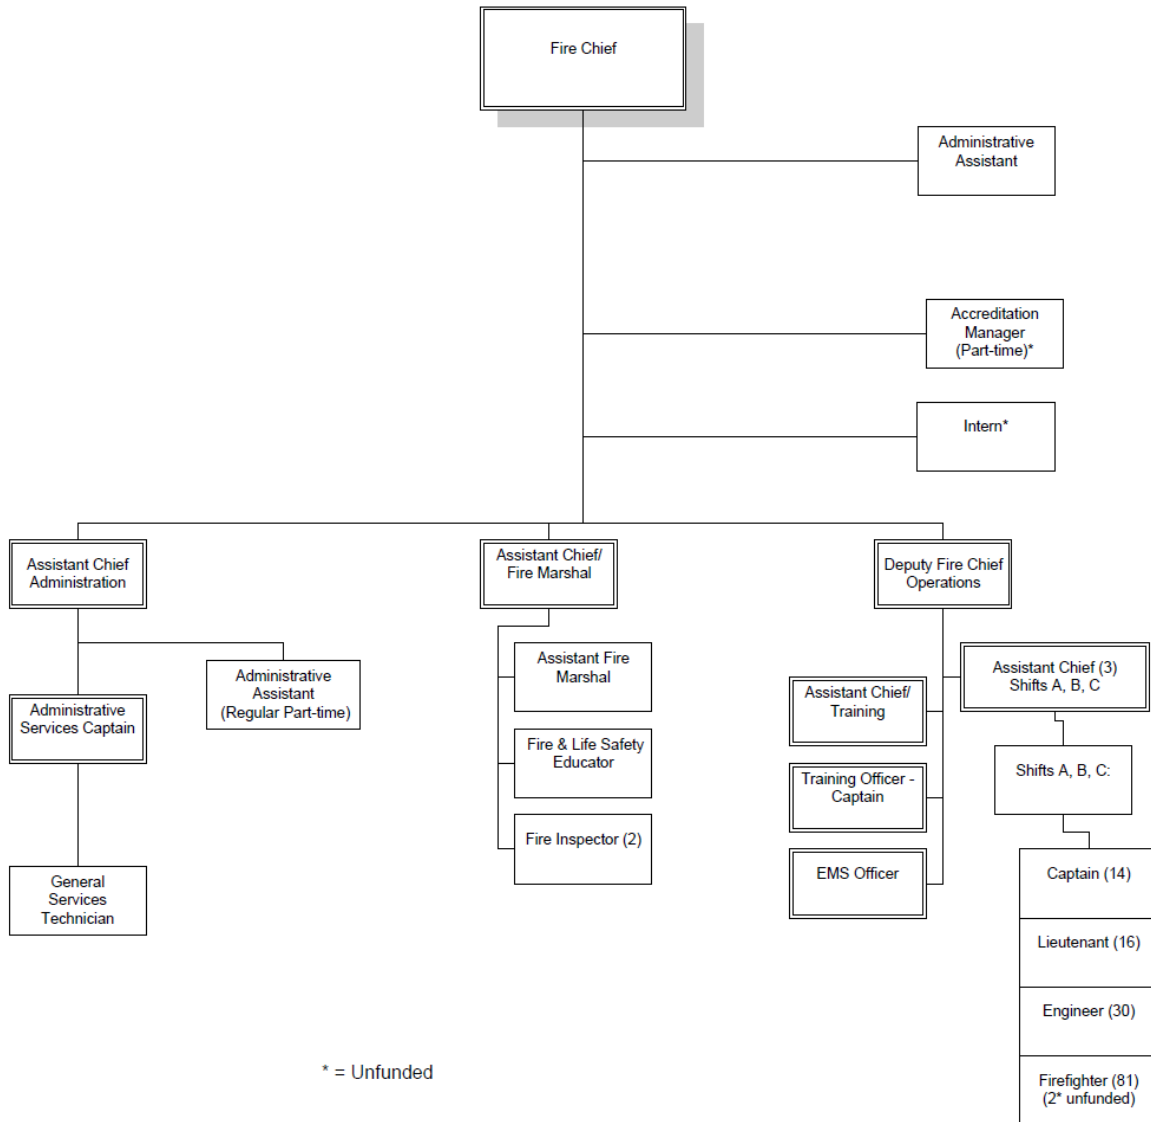 Fire Chief
Administrative
Assistant
Accreditation
Manager
(Part-time)*
Intern*
Assistant Chief
Administration
Assistant Chief/
Fire Marshal
Deputy Fire Chief
Operations
Administrative
Assistant
(Regular Part-time)
Administrative
Services Captain
General
Services
Technician
Assistant Fire
Marshal
Fire & Life Safety
Educator
Fire Inspector (2)
Assistant Chief/
Training
Training Officer -
Captain
EMS Officer
Assistant Chief (3)
Shifts A, B, C
Shifts A, B, C:
Captain (14)
Lieutenant (16)
Engineer (30)
Firefighter (81)
(2* unfunded)
* = Unfunded